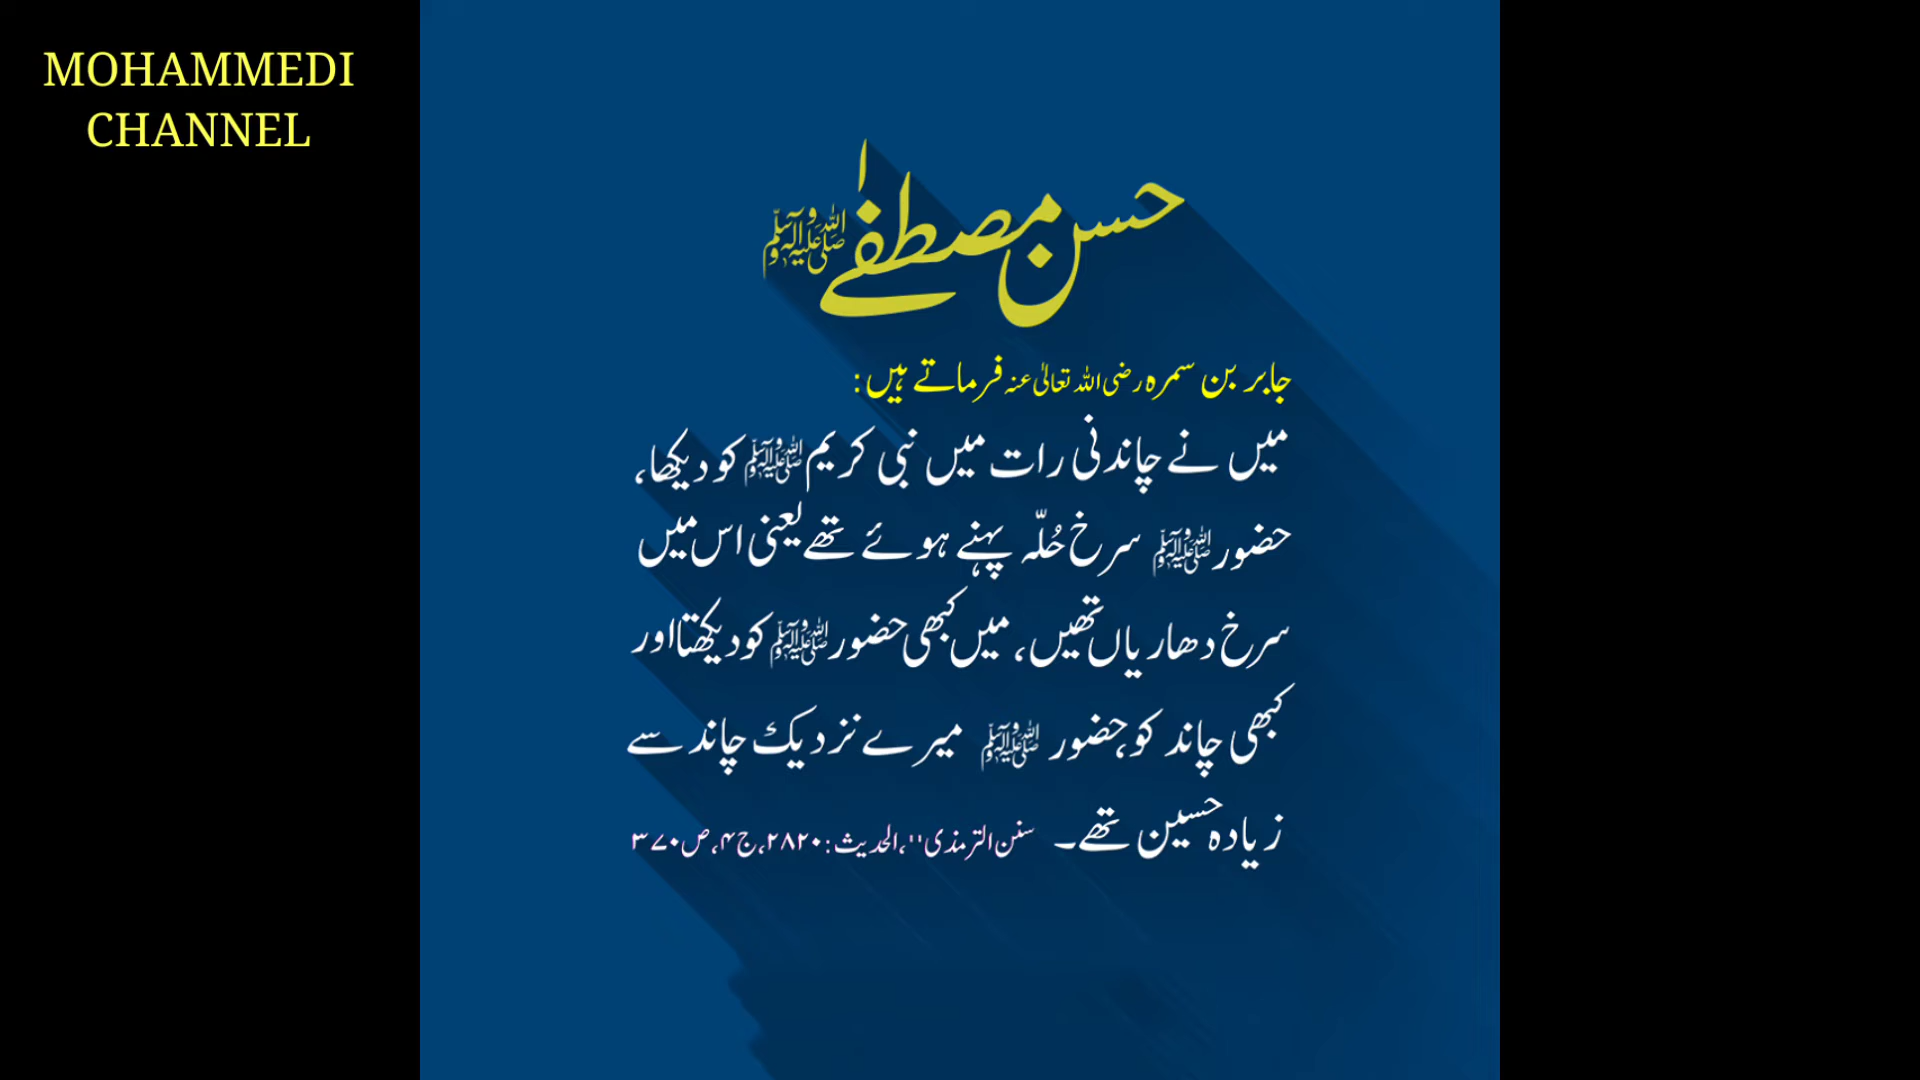 MOHAMMEDI
CHANNEL
حسن مصطفٰے ﷺ
جابر بن سمرہ رضی اللہ تعالیٰ عنہ فرماتے ہیں:
میں نے چاندنی رات میں نبی کریم ﷺ کو دیکھا،
حضور ﷺ سرخ حُلّہ پہنے ہوئے تھے یعنی اس میں
سرخ دھاریاں تھیں، میں کبھی حضور ﷺ کو دیکھتا اور
کبھی چاند کو، حضور ﷺ میرے نزدیک چاند سے
زیادہ حسین تھے۔ سنن الترمذی''، الحدیث: ۲۸۲۰، ج۴، ص۳۷۰